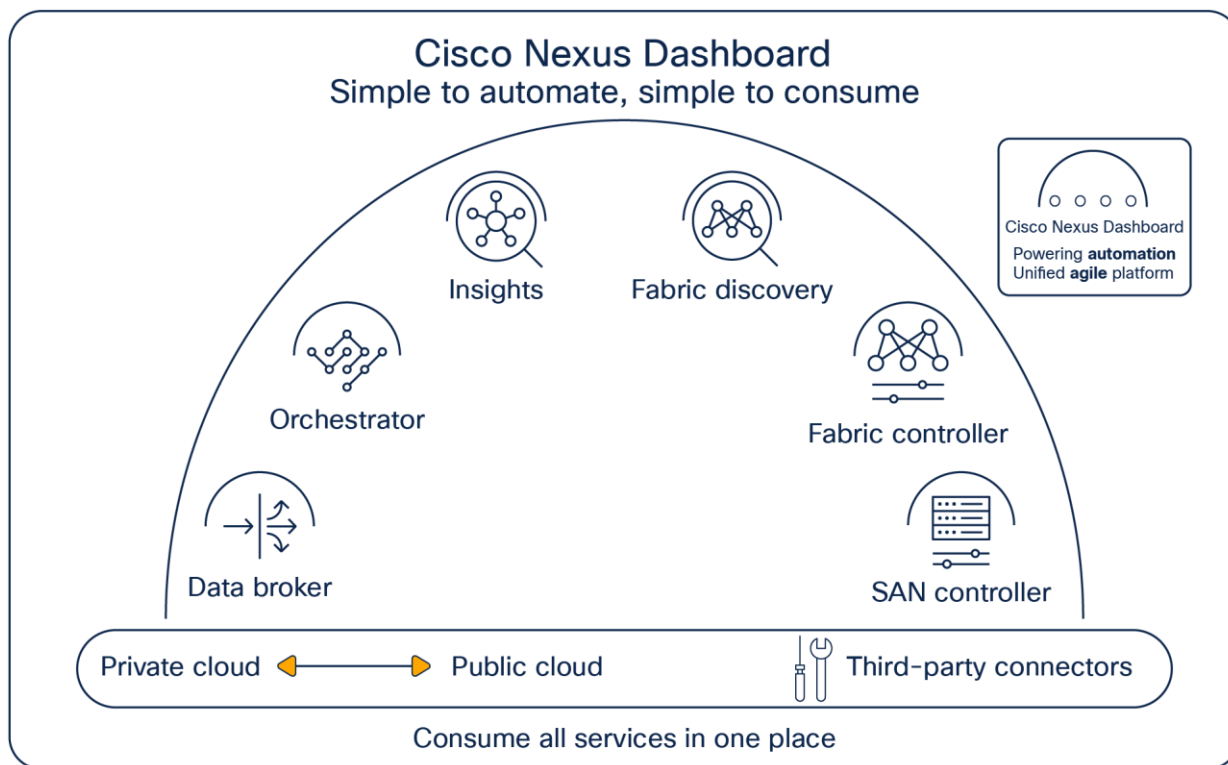 Cisco Nexus Dashboard
Simple to automate, simple to consume
Cisco Nexus Dashboard
Powering automation
Unified agile platform
Insights
Fabric discovery
Orchestrator
Fabric controller
Data broker
SAN controller
Private cloud
Public cloud
Third-party connectors
Consume all services in one place